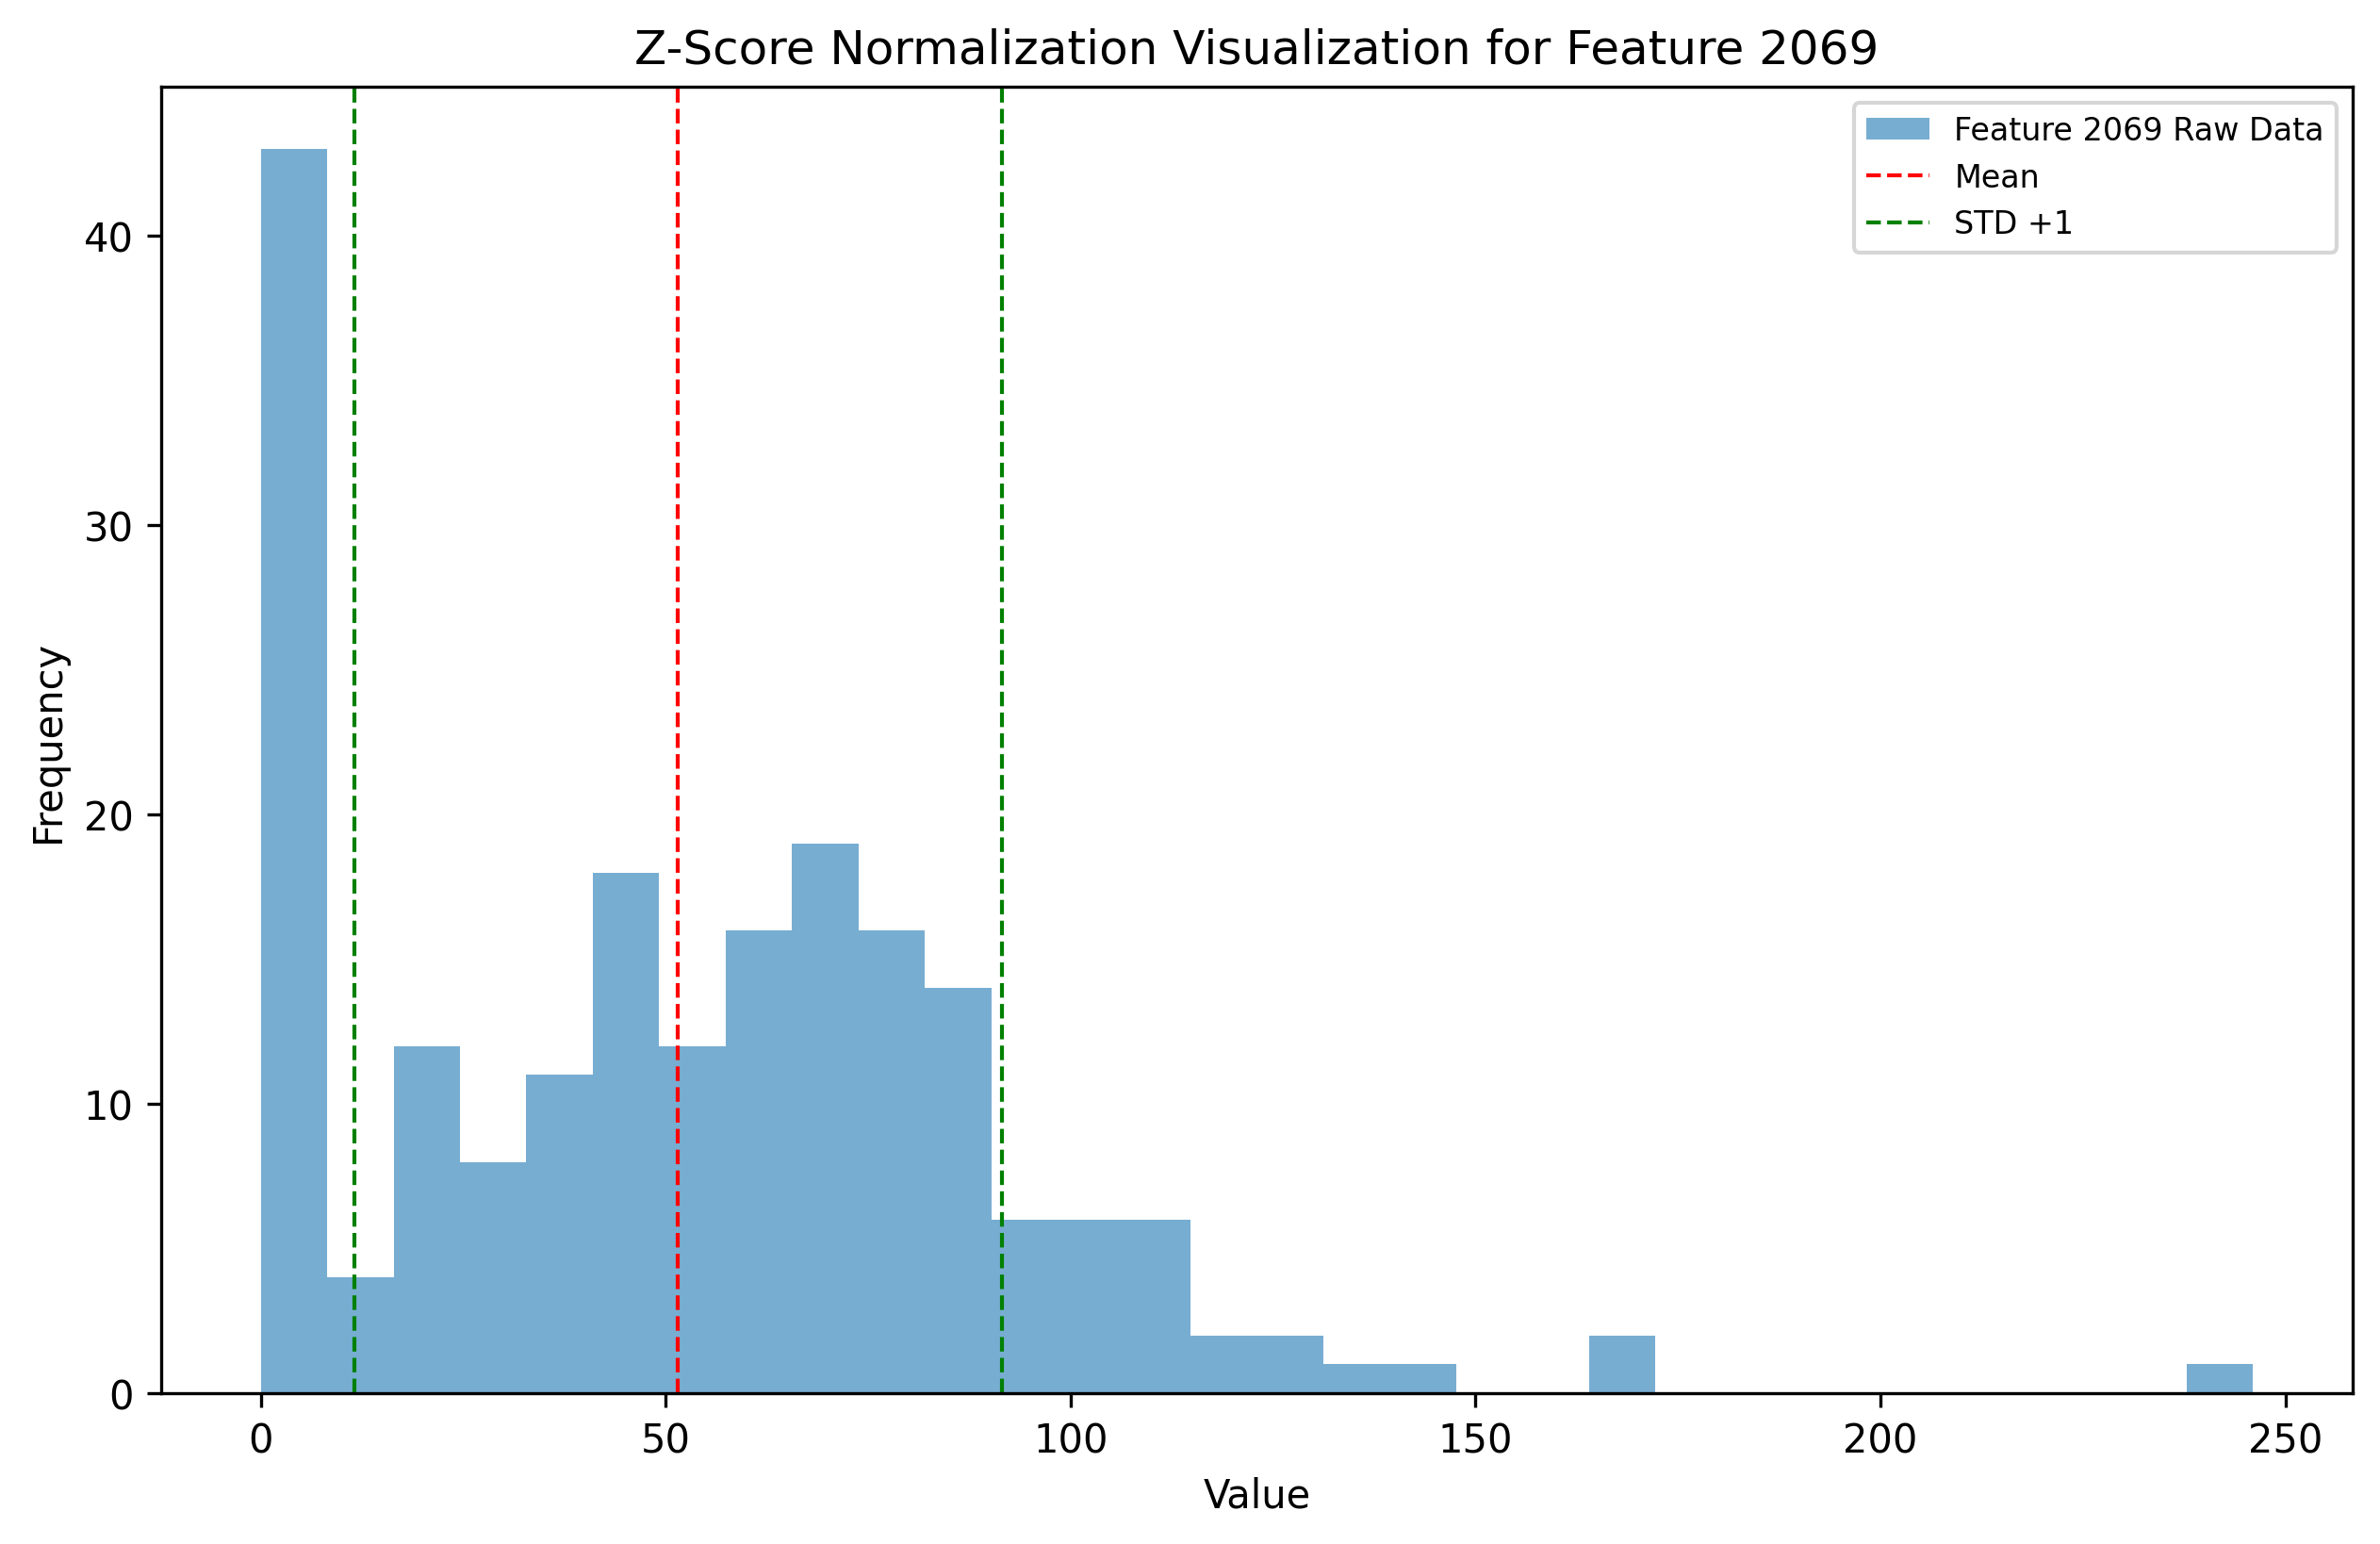 Z-Score Normalization Visualization for Feature 2069
Feature 2069 Raw Data
Mean
STD +1
Frequency
40
30
20
10
0
0 50 100 150 200 250
Value